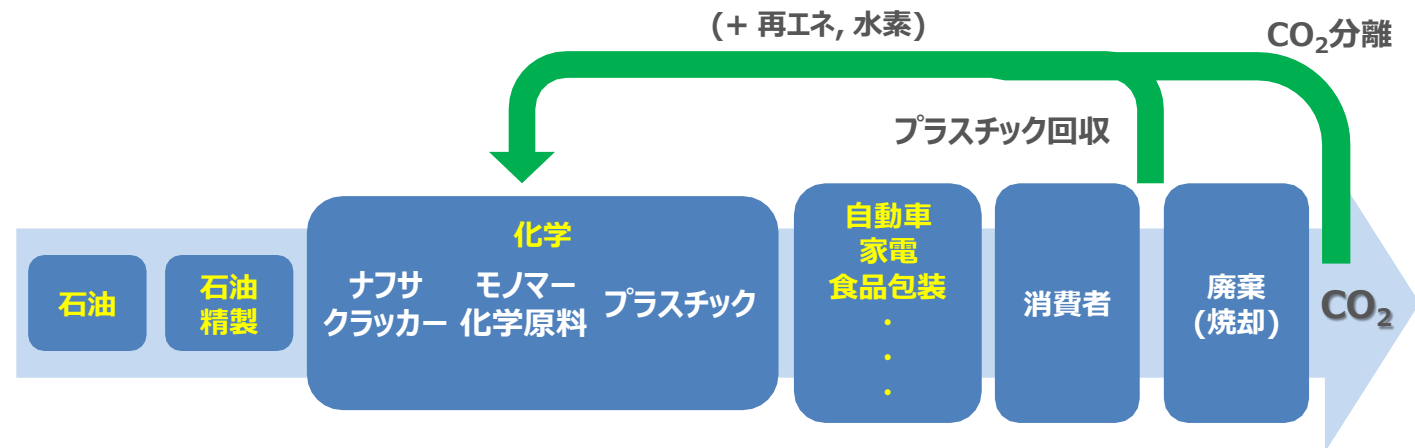 (+ 再エネ, 水素)
CO₂分離
プラスチック回収
石油
石油
精製
化学
ナフサ
クラッカー
モノマー
化学原料
プラスチック
自動車
家電
食品包装
・
・
・
消費者
廃棄
(焼却)
CO₂